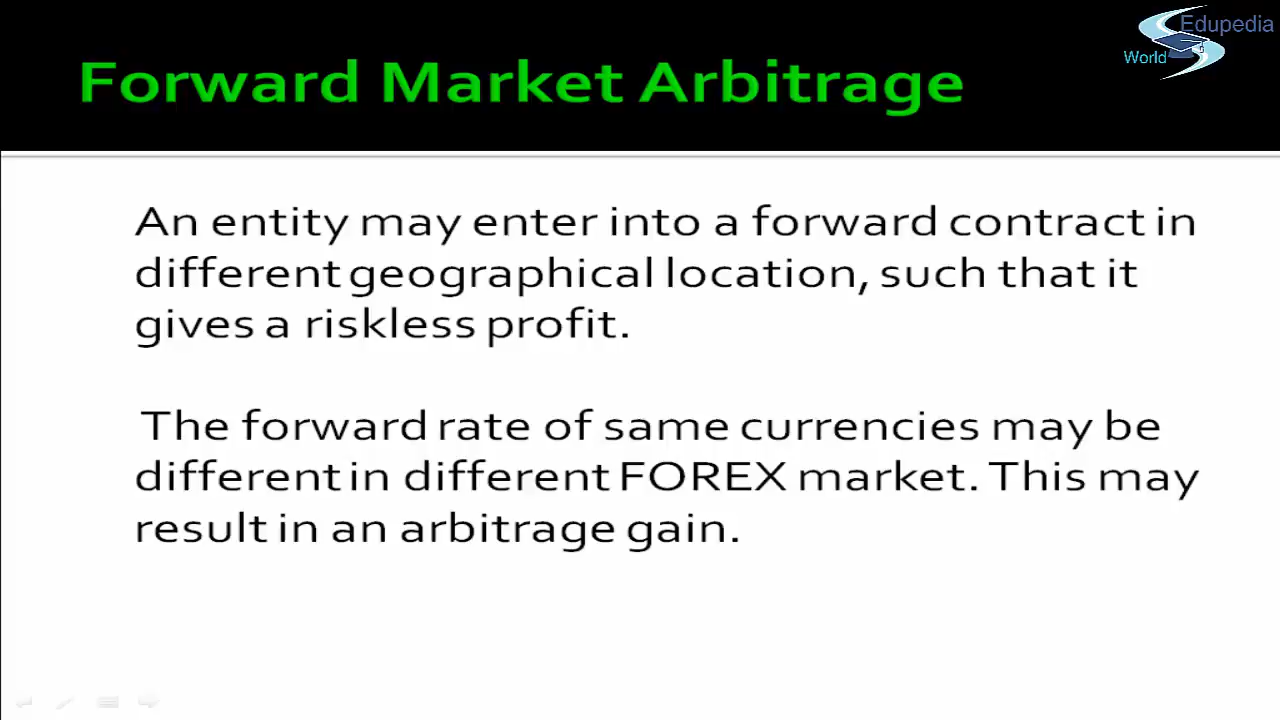 Edupedia
World
Forward Market Arbitrage
An entity may enter into a forward contract in
different geographical location, such that it
gives a riskless profit.
The forward rate of same currencies may be
different in different FOREX market. This may
result in an arbitrage gain.